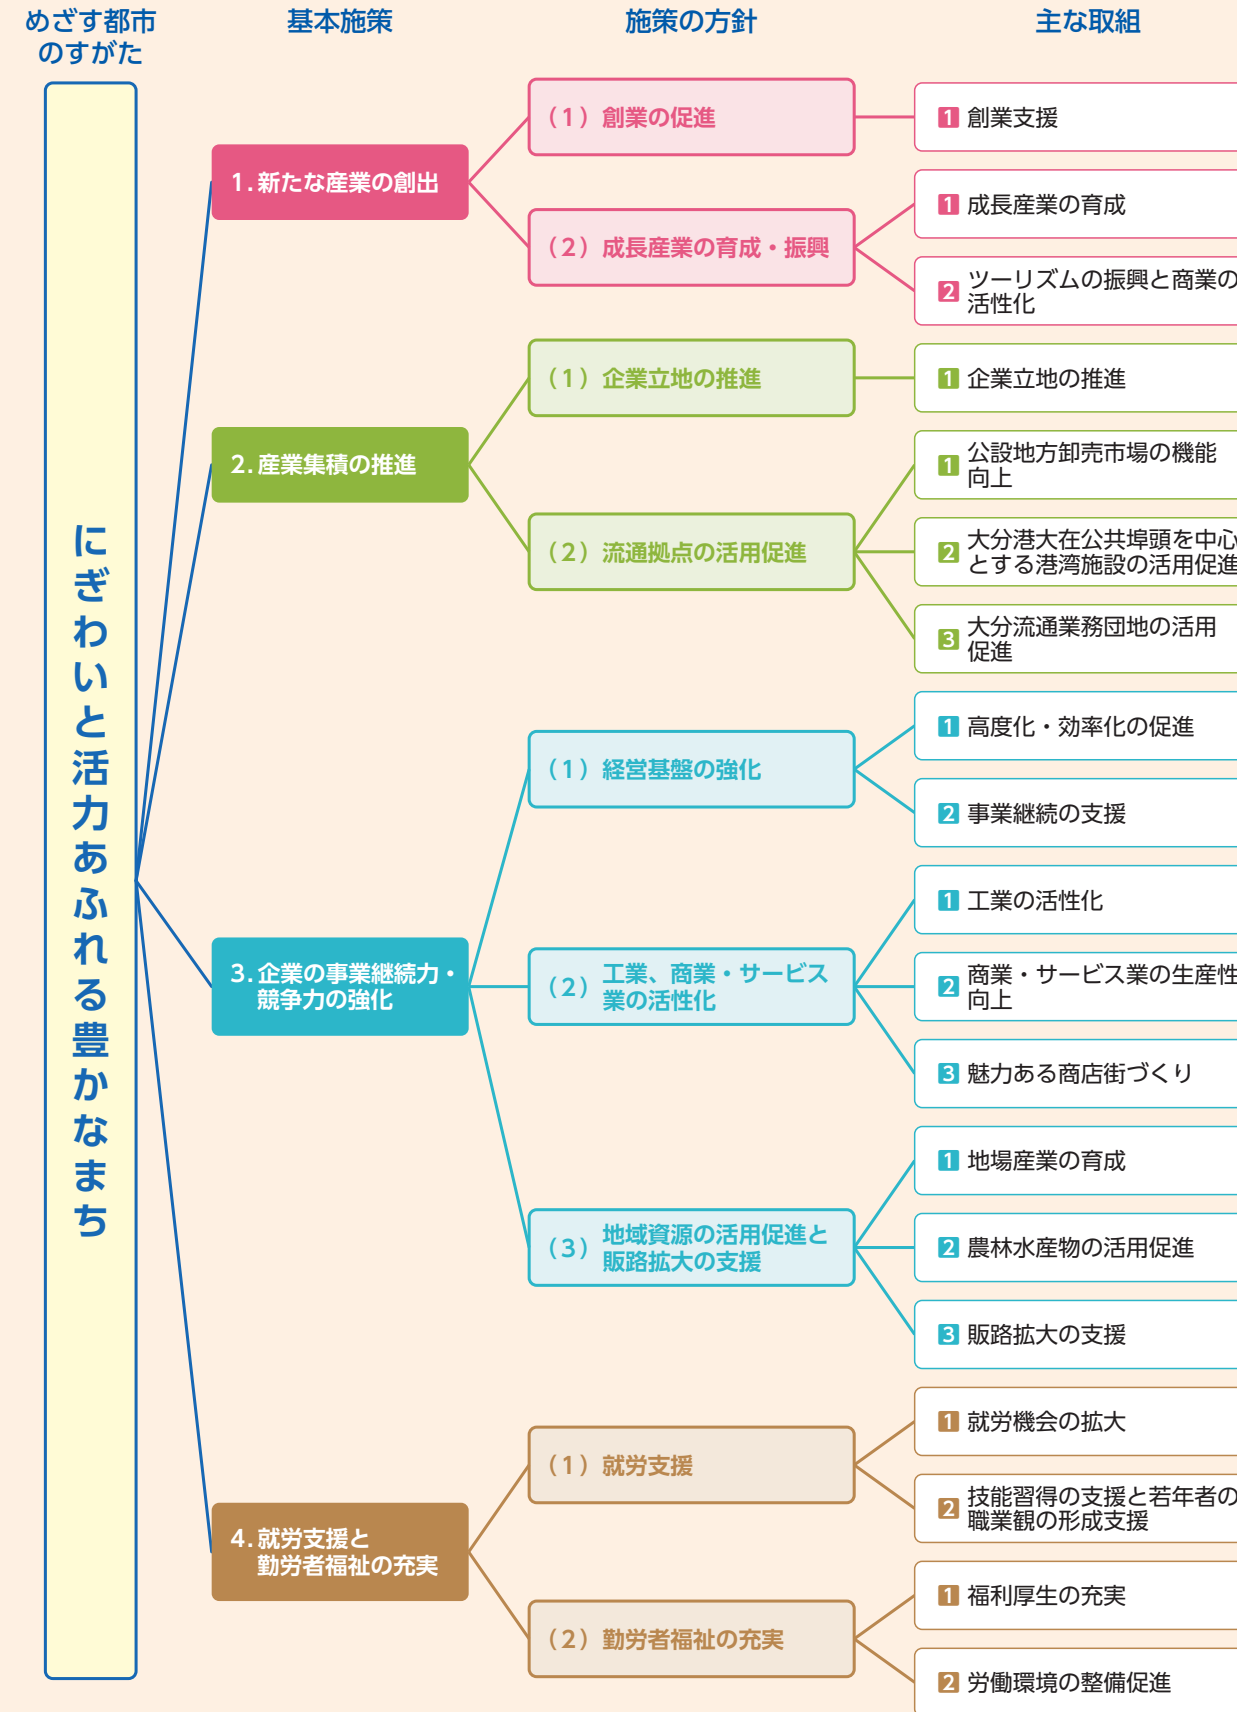 めざす都市
のすがた
基本施策
施策の方針
主な取組
にぎわいと活力あふれる豊かなまち
1. 新たな産業の創出
（1）創業の促進
1 創業支援
（2）成長産業の育成・振興
1 成長産業の育成
2 ツーリズムの振興と商業の
活性化
2. 産業集積の推進
（1）企業立地の推進
1 企業立地の推進
（2）流通拠点の活用促進
1 公設地方卸売市場の機能
向上
2 大分港大在公共埠頭を中心
とする港湾施設の活用促進
3 大分流通業務団地の活用
促進
3. 企業の事業継続力・
競争力の強化
（1）経営基盤の強化
1 高度化・効率化の促進
2 事業継続の支援
（2）工業、商業・サービス
業の活性化
1 工業の活性化
2 商業・サービス業の生産性
向上
3 魅力ある商店街づくり
（3）地域資源の活用促進と
販路拡大の支援
1 地場産業の育成
2 農林水産物の活用促進
3 販路拡大の支援
4. 就労支援と
勤労者福祉の充実
（1）就労支援
1 就労機会の拡大
2 技能習得の支援と若年者の
職業観の形成支援
（2）勤労者福祉の充実
1 福利厚生の充実
2 労働環境の整備促進